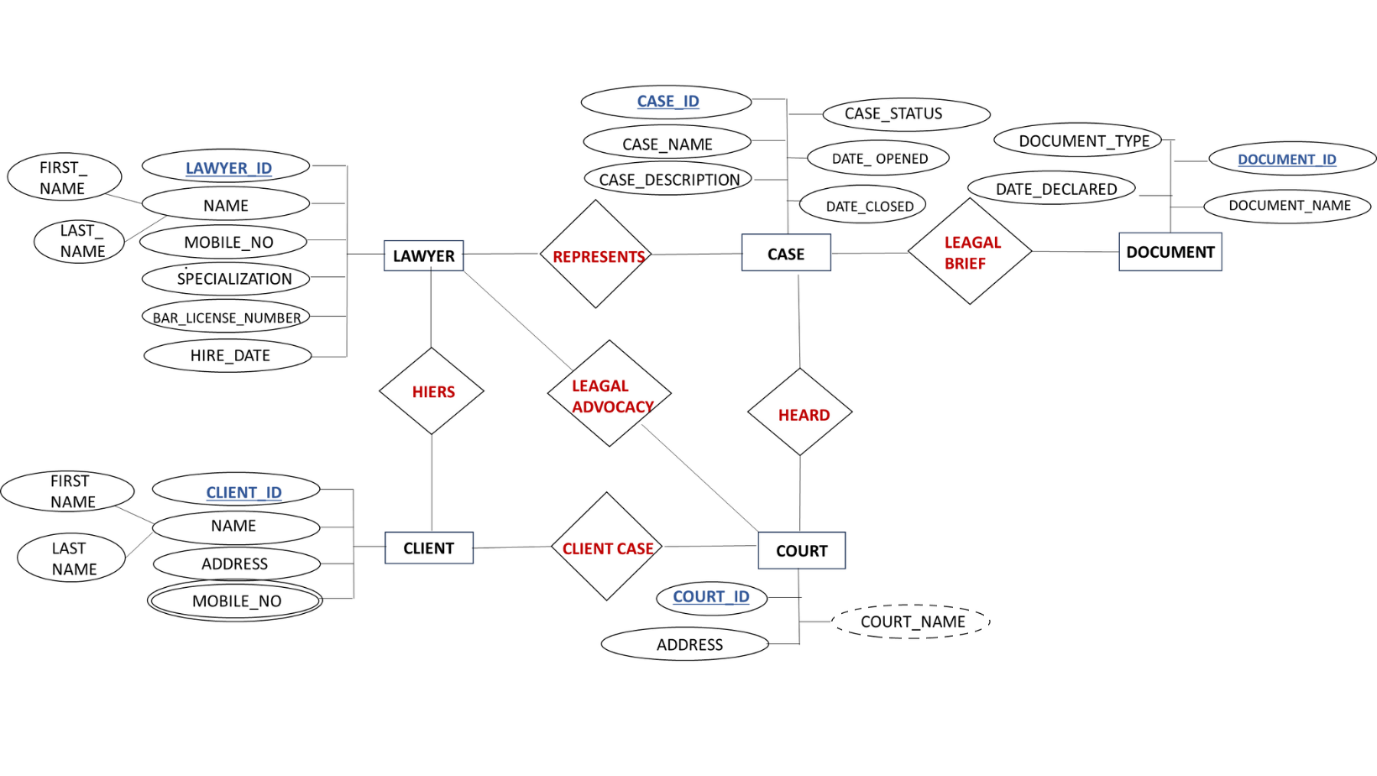 CASE_ID
CASE_STATUS
CASE_NAME
DATE_ OPENED
CASE_DESCRIPTION
DATE_CLOSED
DOCUMENT_TYPE
DOCUMENT_ID
DATE_DECLARED
DOCUMENT_NAME
FIRST_
NAME
LAWYER_ID
NAME
LAST_
NAME
MOBILE_NO
SPECIALIZATION
BAR_LICENSE_NUMBER
HIRE_DATE
LAWYER
REPRESENTS
CASE
LEAGAL
BRIEF
DOCUMENT
HIERS
LEAGAL
ADVOCACY
HEARD
FIRST
NAME
CLIENT_ID
NAME
LAST
NAME
ADDRESS
MOBILE_NO
CLIENT
CLIENT CASE
COURT
COURT_ID
COURT_NAME
ADDRESS